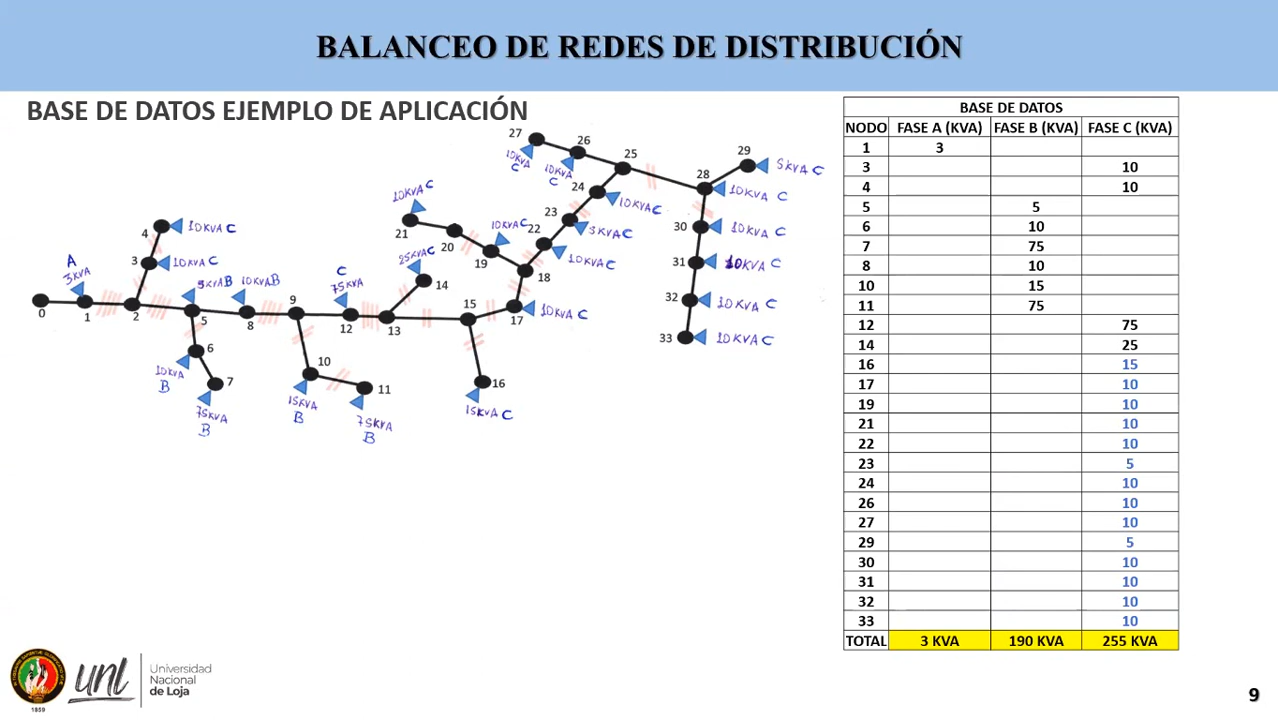 BALANCEO DE REDES DE DISTRIBUCIÓN
BASE DE DATOS EJEMPLO DE APLICACIÓN
27
26
25
29
28
10KVA
C
10KVA
C
5KVA C
10KVA C
24
10KVA C
10KVA C
23
5KVA C
30
10KVA C
21
20
10KVA C
22
10KVA C
19
18
31
10KVA C
4
10KVA C
3
10KVA C
A
3KVA
5KVA B
10KVA B
C
75KVA
25KVA C
14
32
10KVA C
0
1
2
5
8
9
12
13
15
17
10KVA C
33
10KVA C
6
10KVA
B
7
75KVA
B
10
15KVA
B
11
75KVA
B
16
15KVA C
BASE DE DATOS
NODO FASE A (KVA) FASE B (KVA) FASE C (KVA)
1 3
3 10
4 10
5 5
6 10
7 75
8 10
10 15
11 75
12 75
14 25
16 15
17 10
19 10
21 10
22 10
23 5
24 10
26 10
27 10
29 5
30 10
31 10
32 10
33 10
TOTAL 3 KVA 190 KVA 255 KVA
1859
unl
Universidad
Nacional
de Loja
9